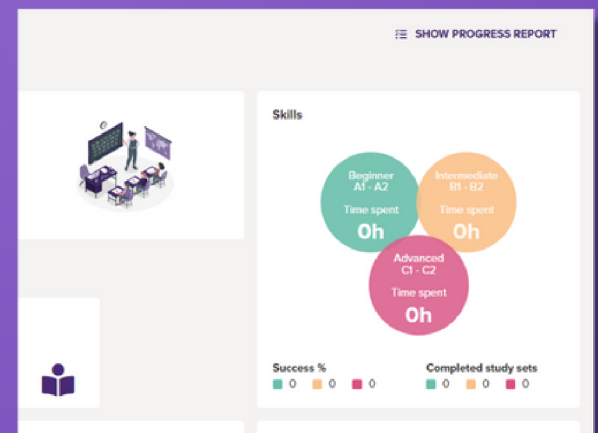 SHOW PROGRESS REPORT
Skills
Beginner
A1 - A2
Time spent
0h
Intermediate
B1 - B2
Time spent
0h
Advanced
C1 - C2
Time spent
0h
Success %
0 0 0
Completed study sets
0 0 0